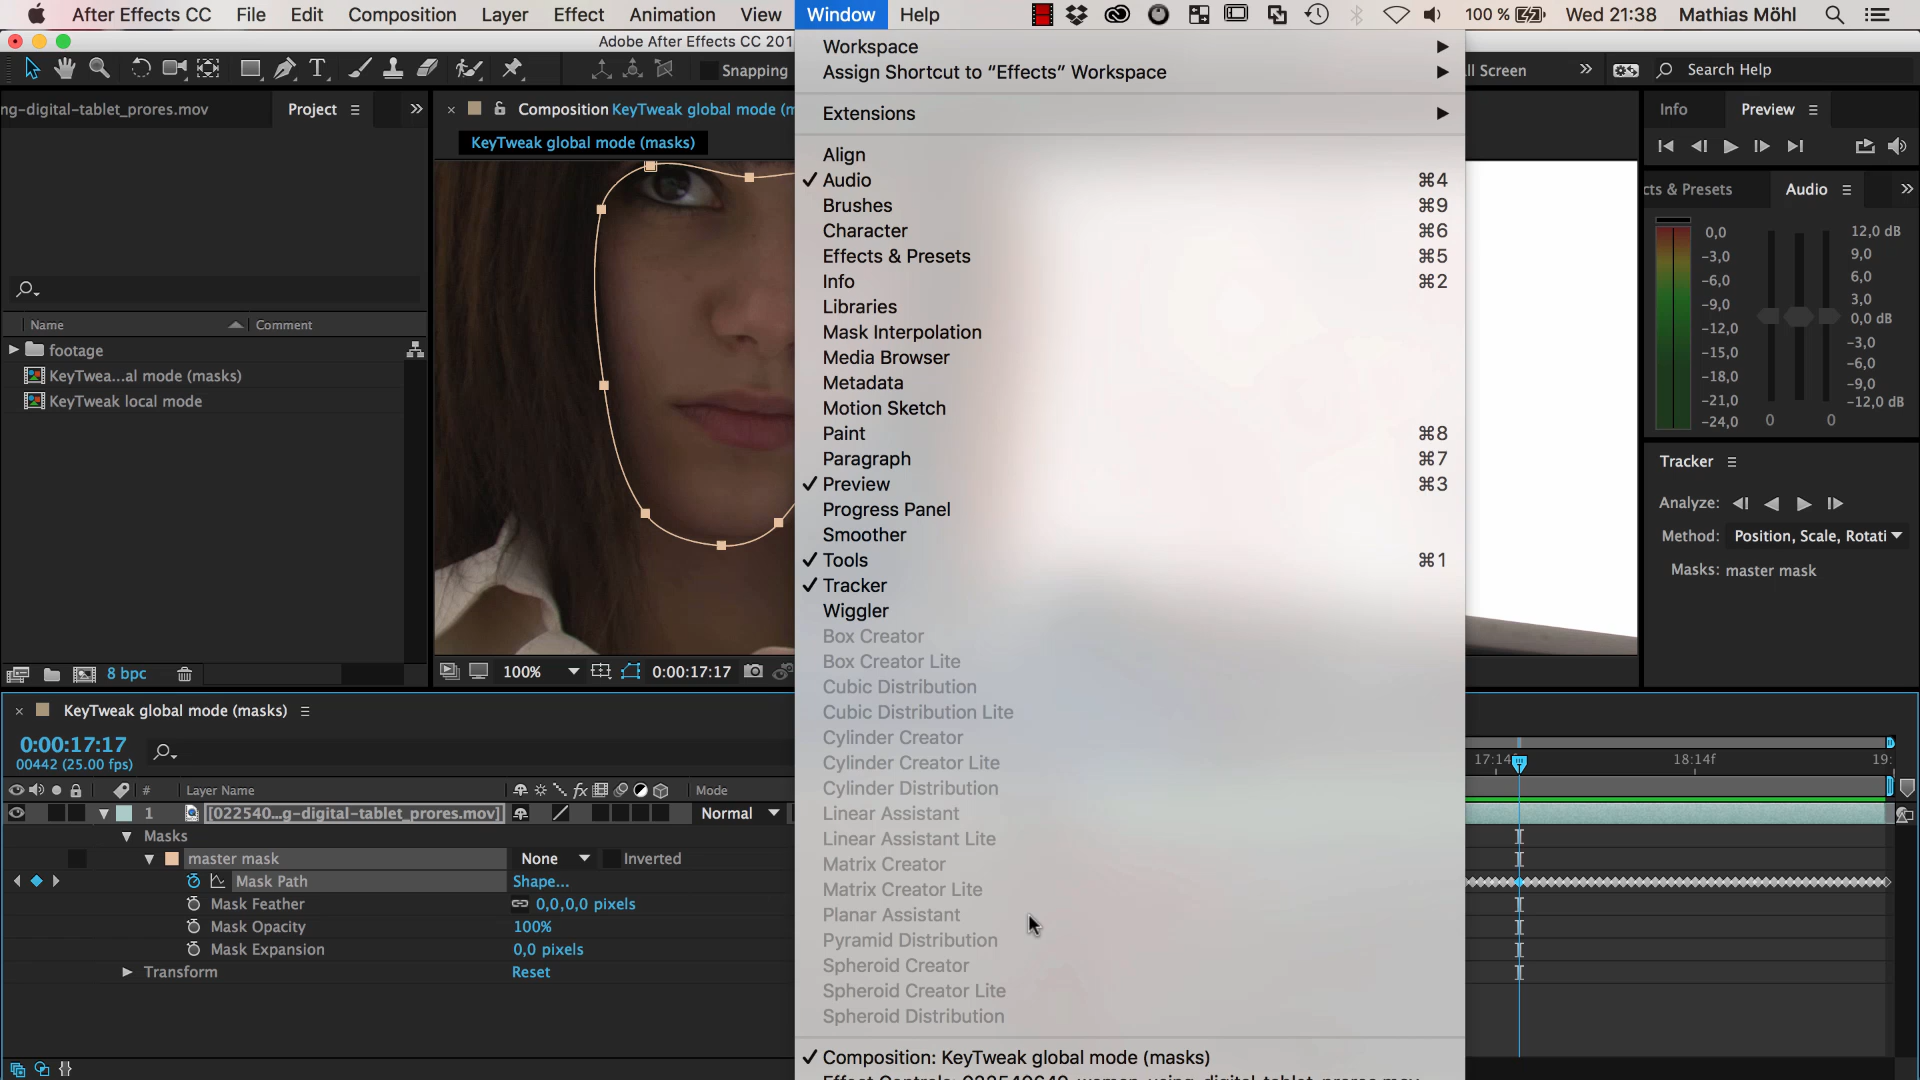 After Effects CC File Edit Composition Layer Effect Animation View Window Help 100 % Wed 21:38 Mathias Möhl
Adobe After Effects CC 201
Snapping
ll Screen
Search Help
ng-digital-tablet_prores.mov
Project
Composition KeyTweak global mode (m
KeyTweak global mode (masks)
Name
Comment
footage
KeyTwea...al mode (masks)
KeyTweak local mode
8 bpc
100%
0:00:17:17
Workspace
Assign Shortcut to “Effects” Workspace
Extensions
Align
Audio ⌘4
Brushes ⌘9
Character ⌘6
Effects & Presets ⌘5
Info ⌘2
Libraries
Mask Interpolation
Media Browser
Metadata
Motion Sketch
Paint ⌘8
Paragraph ⌘7
Preview ⌘3
Progress Panel
Smoother
Tools ⌘1
Tracker
Wiggler
Box Creator
Box Creator Lite
Cubic Distribution
Cubic Distribution Lite
Cylinder Creator
Cylinder Creator Lite
Cylinder Distribution
Linear Assistant
Linear Assistant Lite
Matrix Creator
Matrix Creator Lite
Planar Assistant
Pyramid Distribution
Spheroid Creator
Spheroid Creator Lite
Spheroid Distribution
Composition: KeyTweak global mode (masks)
Info
Preview
cts & Presets
Audio
0,0
-3,0
-6,0
-9,0
-12,0
-15,0
-18,0
-21,0
-24,0
12,0 dB
9,0
6,0
3,0
0,0 dB
-3,0
-6,0
-9,0
-12,0 dB
0 0
Tracker
Analyze:
Method: Position, Scale, Rotati
Masks: master mask
KeyTweak global mode (masks)
0:00:17:17
00442 (25.00 fps)
# Layer Name
fx
Mode
1 [022540...g-digital-tablet_prores.mov] Normal
Masks
master mask None Inverted
Mask Path Shape...
Mask Feather 0,0,0,0 pixels
Mask Opacity 100%
Mask Expansion 0,0 pixels
Transform Reset
17:14 18:14f 19: